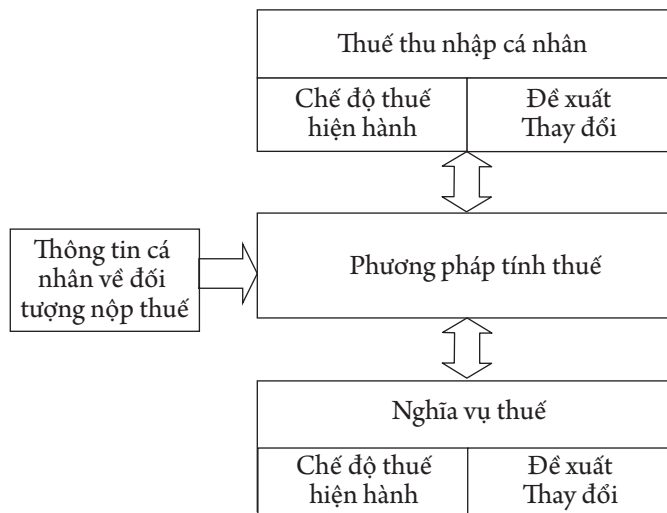 Thuế thu nhập cá nhân
Chế độ thuế
hiện hành
Đề xuất
Thay đổi
Thông tin cá
nhân về đối
tượng nộp thuế
Phương pháp tính thuế
Nghĩa vụ thuế
Chế độ thuế
hiện hành
Đề xuất
Thay đổi